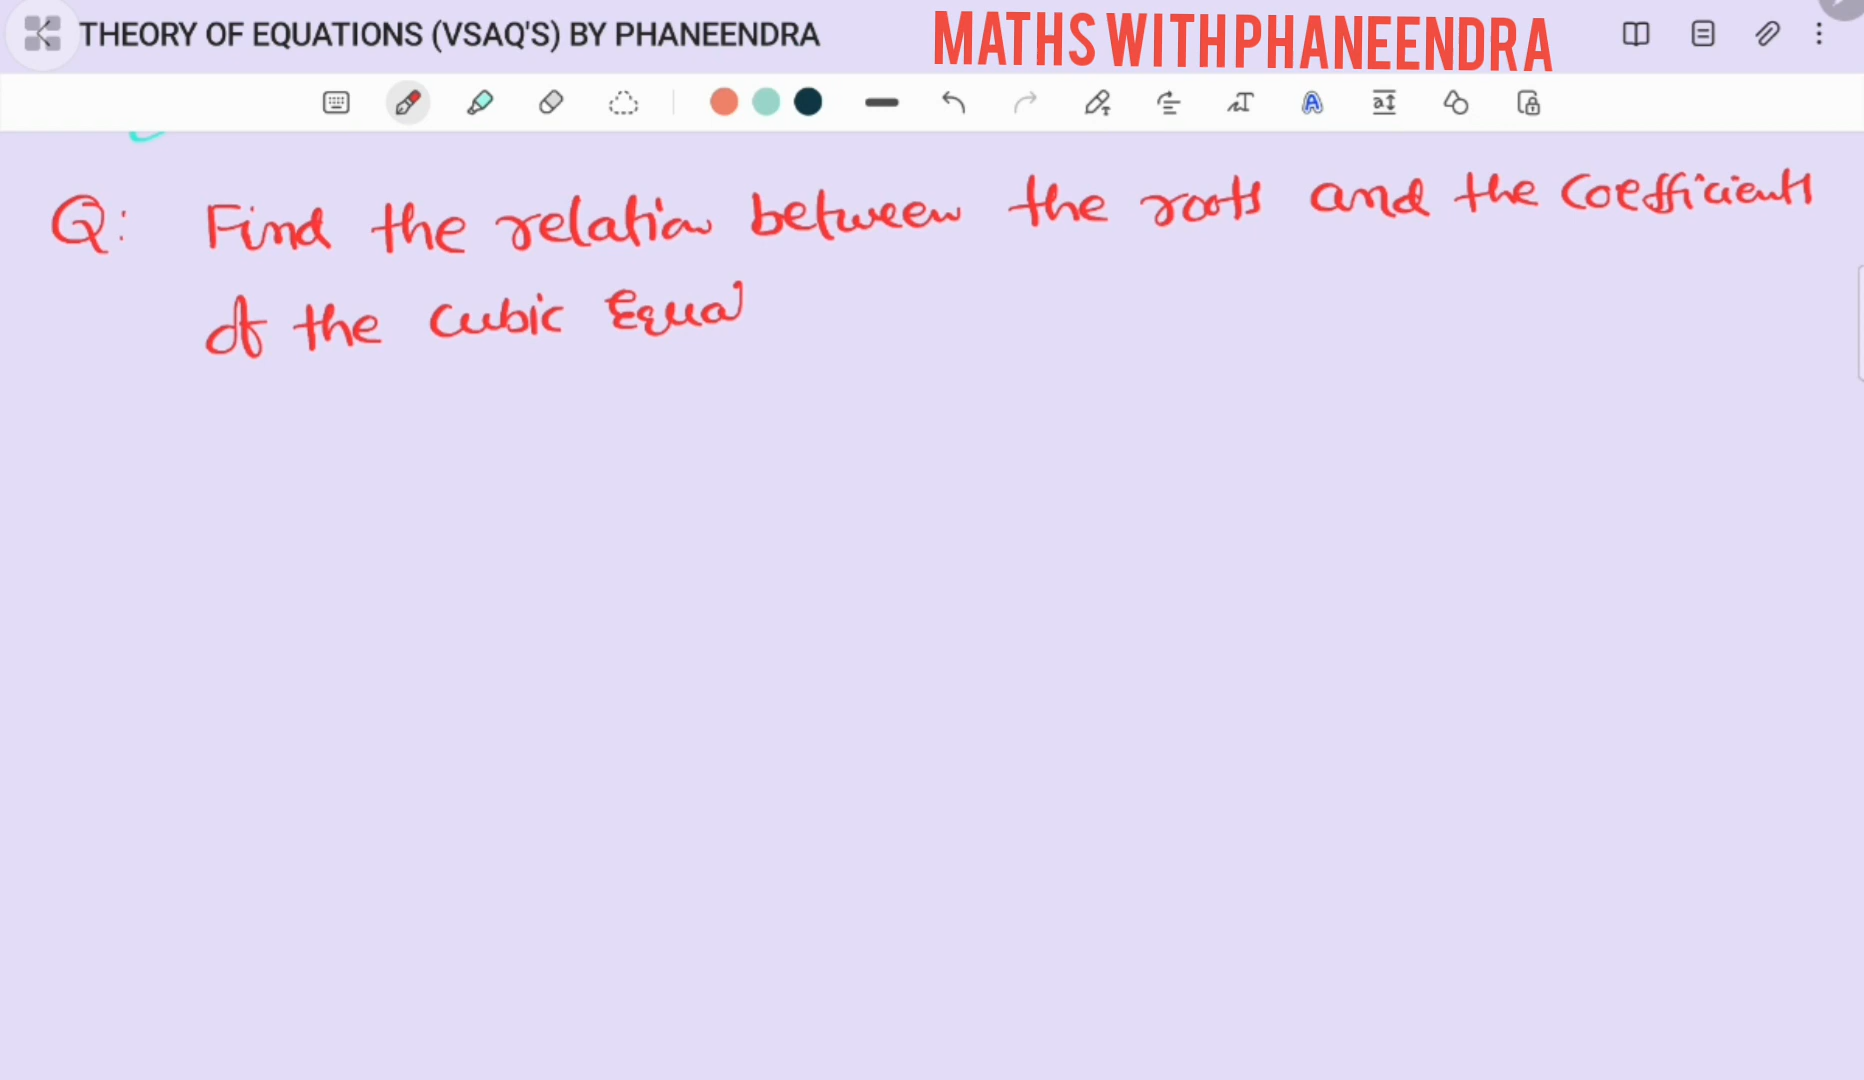 THEORY OF EQUATIONS (VSAQ'S) BY PHANEENDRA
MATHS WITH PHANEENDRA
Q: Find the relation between the roots and the coefficients
of the cubic Equa